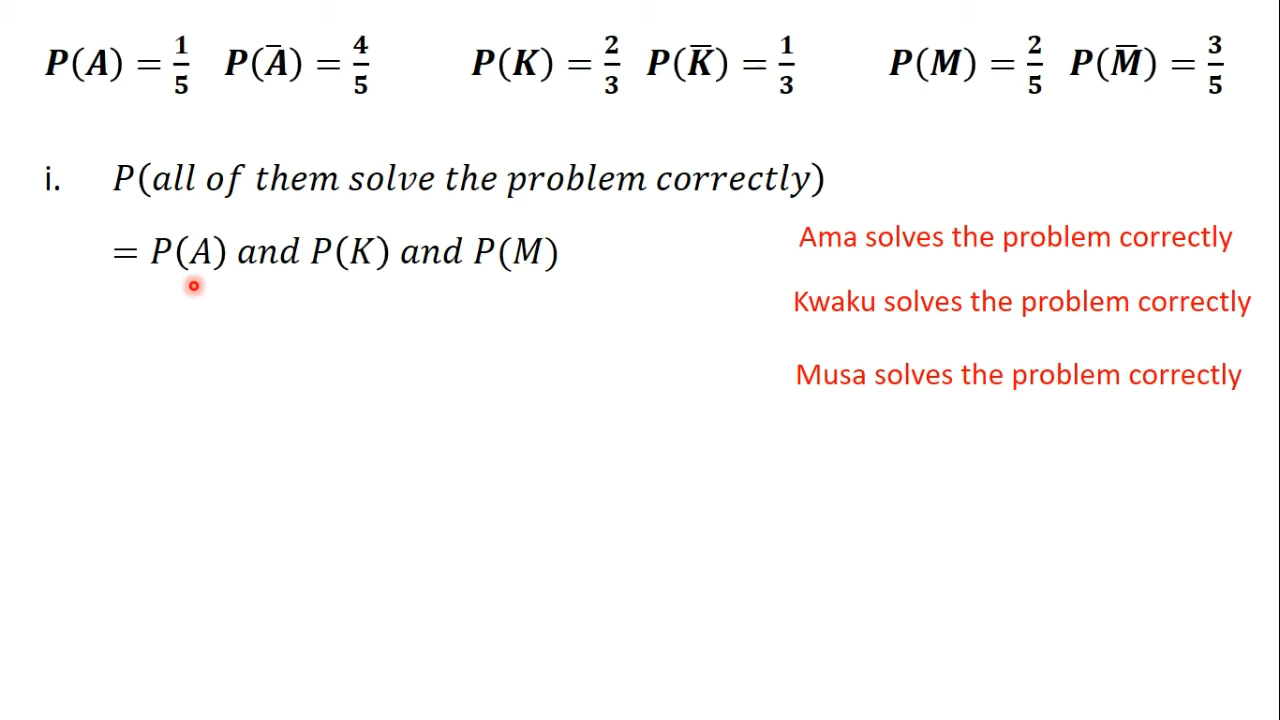 P(A) = 1/5 P(A̅) = 4/5 P(K) = 2/3 P(K̅) = 1/3 P(M) = 2/5 P(M̅) = 3/5
i. P(all of them solve the problem correctly)
= P(A) and P(K) and P(M)
Ama solves the problem correctly
Kwaku solves the problem correctly
Musa solves the problem correctly